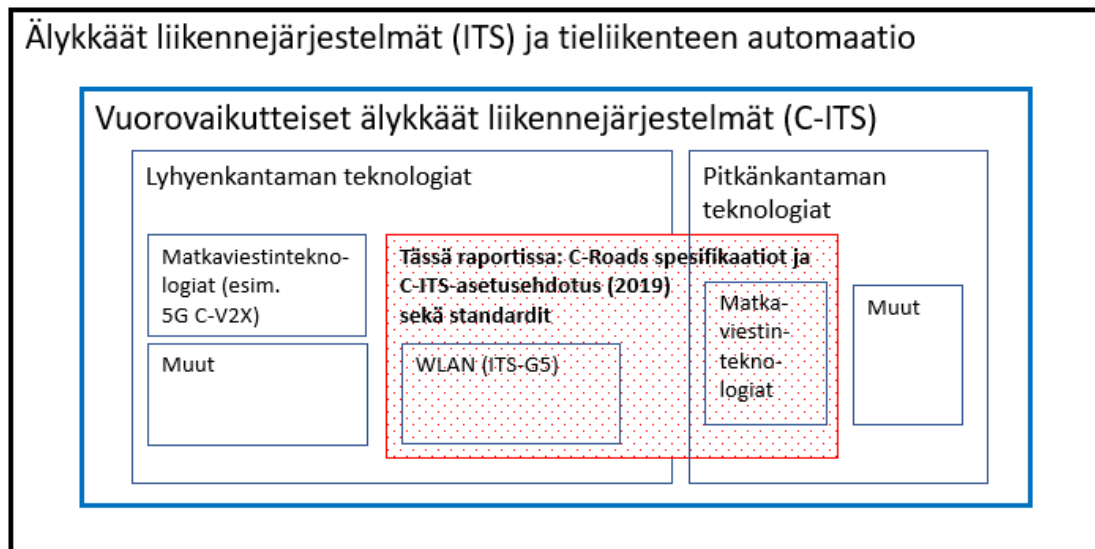 Älykkäät liikennejärjestelmät (ITS) ja tieliikenteen automaatio
Vuorovaikutteiset älykkäät liikennejärjestelmät (C-ITS)
Lyhyenkantaman teknologiat
Matkaviestintekno-
logiat (esim.
5G C-V2X)
Muut
Tässä raportissa: C-Roads spesifikaatiot ja
C-ITS-asetusehdotus (2019)
sekä standardit
WLAN (ITS-G5)
Pitkänkantaman
teknologiat
Matka-
viestin-
tekno-
logiat
Muut